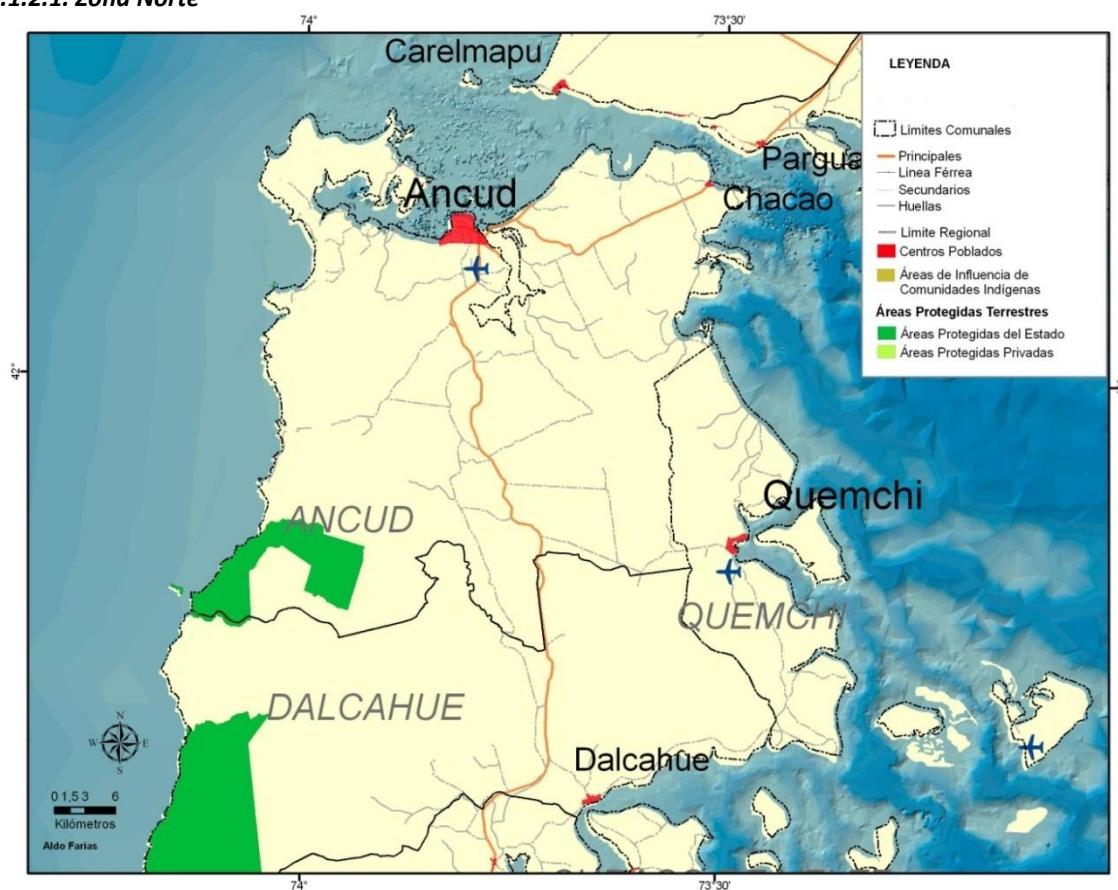 .1.2.1. Zona Norte
74°
73°30'
Carelmapu
Pargua
Ancud
Chacao
LEYENDA
Límites Comunales
Principales
Línea Férrea
Secundarios
Huellas
Límite Regional
Centros Poblados
Áreas de Influencia de
Comunidades Indígenas
Áreas Protegidas Terrestres
Áreas Protegidas del Estado
Áreas Protegidas Privadas
42°
Quemchi
ANCUD
QUEMCHI
DALCAHUE
N
W
E
S
Dalcahue
0 1,5 3 6
Kilómetros
Aldo Farias
74°
73°30'